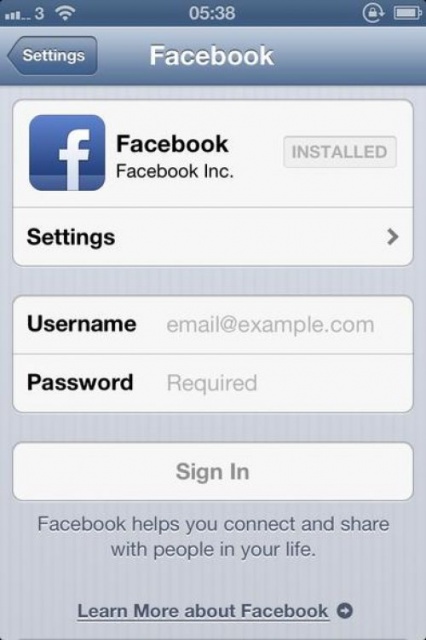 3 05:38
Settings Facebook
f Facebook INSTALLED
Facebook Inc.
Settings
Username email@example.com
Password Required
Sign In
Facebook helps you connect and share
with people in your life.
Learn More about Facebook